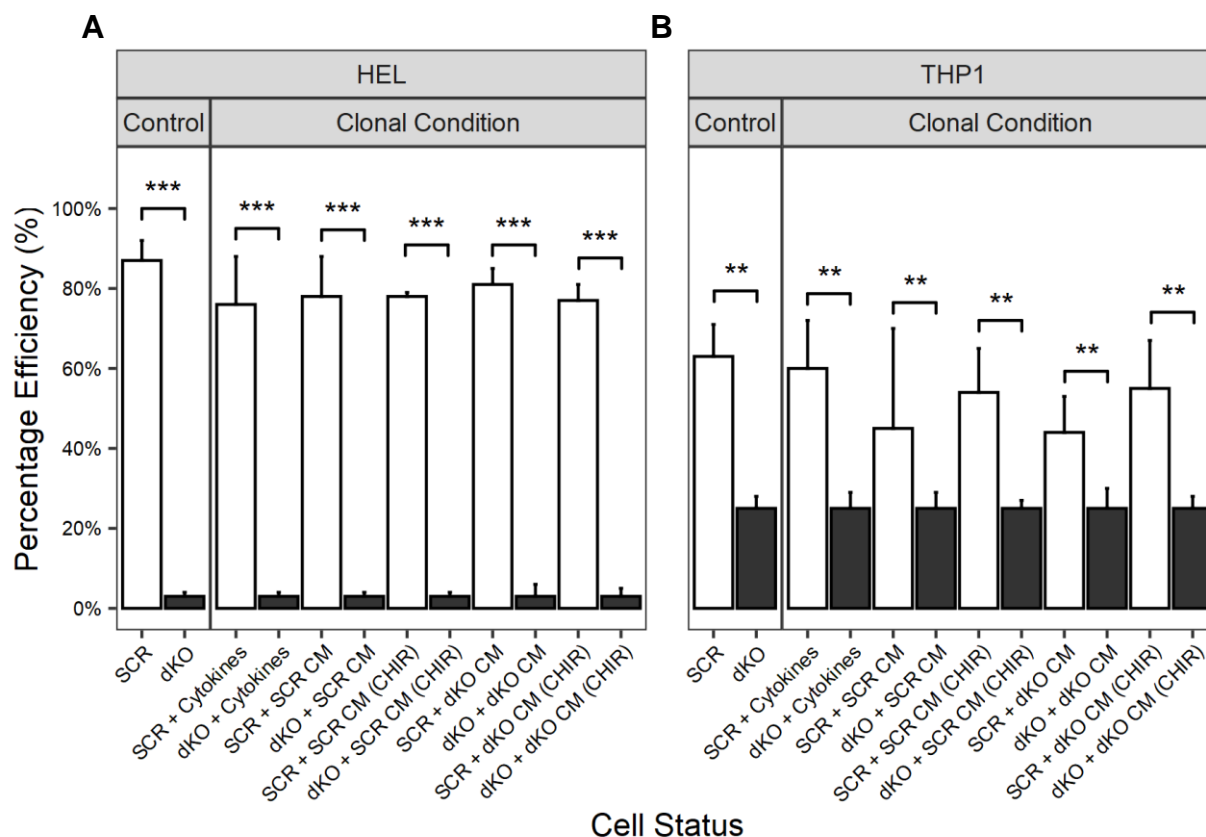 A
B
HEL
THP1
Control
Clonal Condition
Control
Clonal Condition
Percentage Efficiency (%)
100%
80%
60%
40%
20%
0%
***
***
***
***
***
***
**
**
**
**
**
**
SCR
dKO
SCR + Cytokines
dKO + Cytokines
SCR + SCR CM
dKO + SCR CM
SCR + SCR CM (CHIR)
dKO + SCR CM (CHIR)
SCR + dKO CM
dKO + dKO CM
SCR + dKO CM (CHIR)
dKO + dKO CM (CHIR)
SCR
dKO
SCR + Cytokines
dKO + Cytokines
SCR + SCR CM
dKO + SCR CM
SCR + SCR CM (CHIR)
dKO + SCR CM (CHIR)
SCR + dKO CM
dKO + dKO CM
SCR + dKO CM (CHIR)
dKO + dKO CM (CHIR)
Cell Status